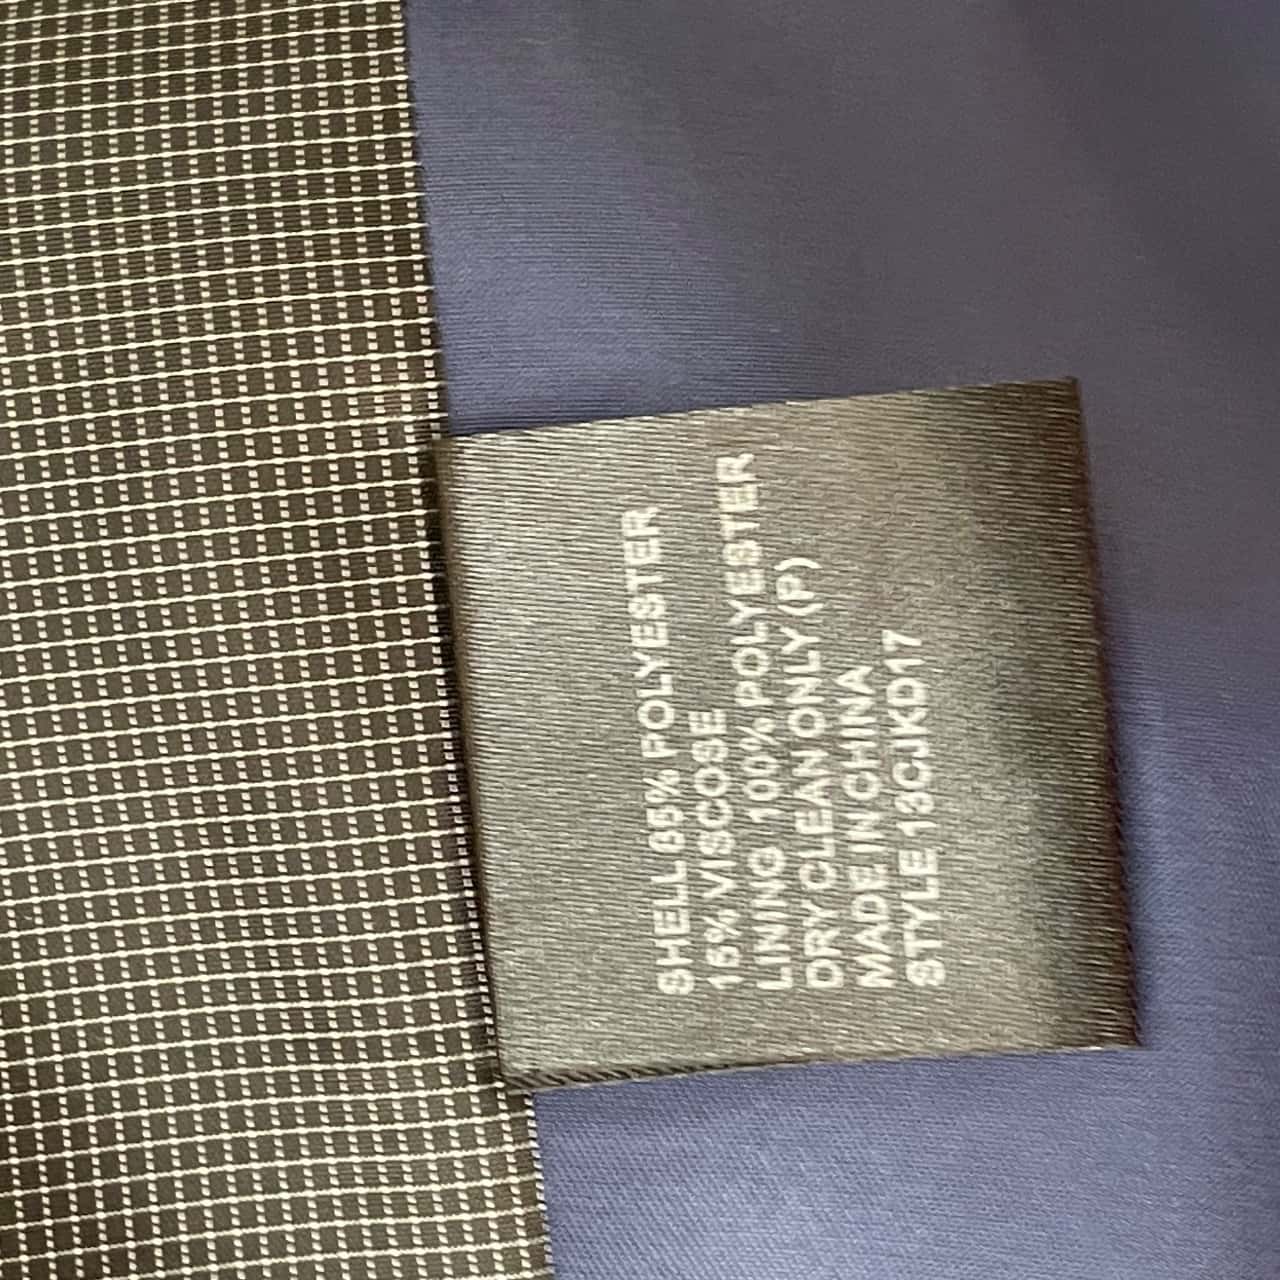 SHELL 85% POLYESTER
15% VISCOSE
LINING 100% POLYESTER
DRY CLEAN ONLY (P)
MADE IN CHINA
STYLE 13CJKD17